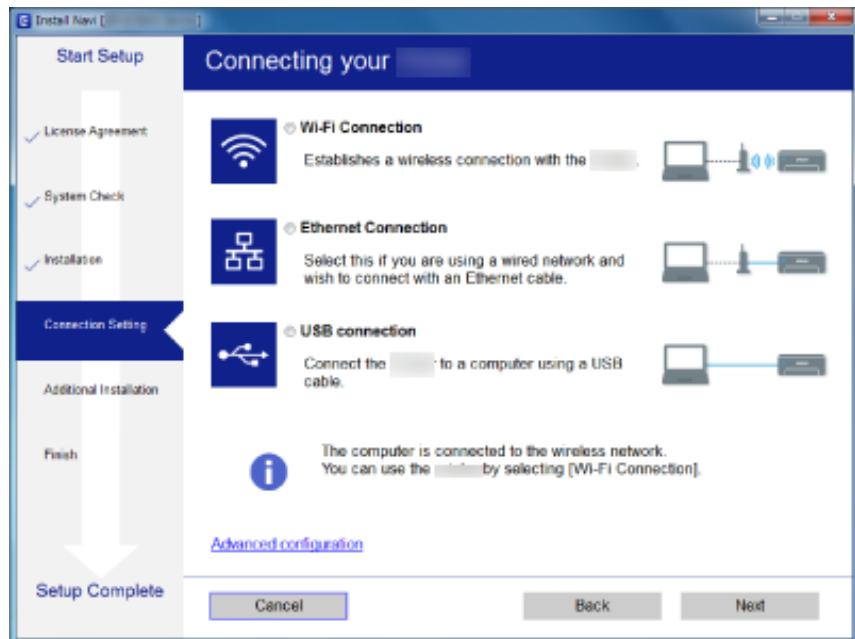 Install Navi [
]
Start Setup
Connecting your
License Agreement
System Check
Installation
Connection Setting
Additional Installation
Finish
Setup Complete
Wi-Fi Connection
Establishes a wireless connection with the .
Ethernet Connection
Select this if you are using a wired network and
wish to connect with an Ethernet cable.
USB connection
Connect the to a computer using a USB
cable.
The computer is connected to the wireless network.
You can use the by selecting [Wi-Fi Connection].
Advanced configuration
Cancel
Back
Next